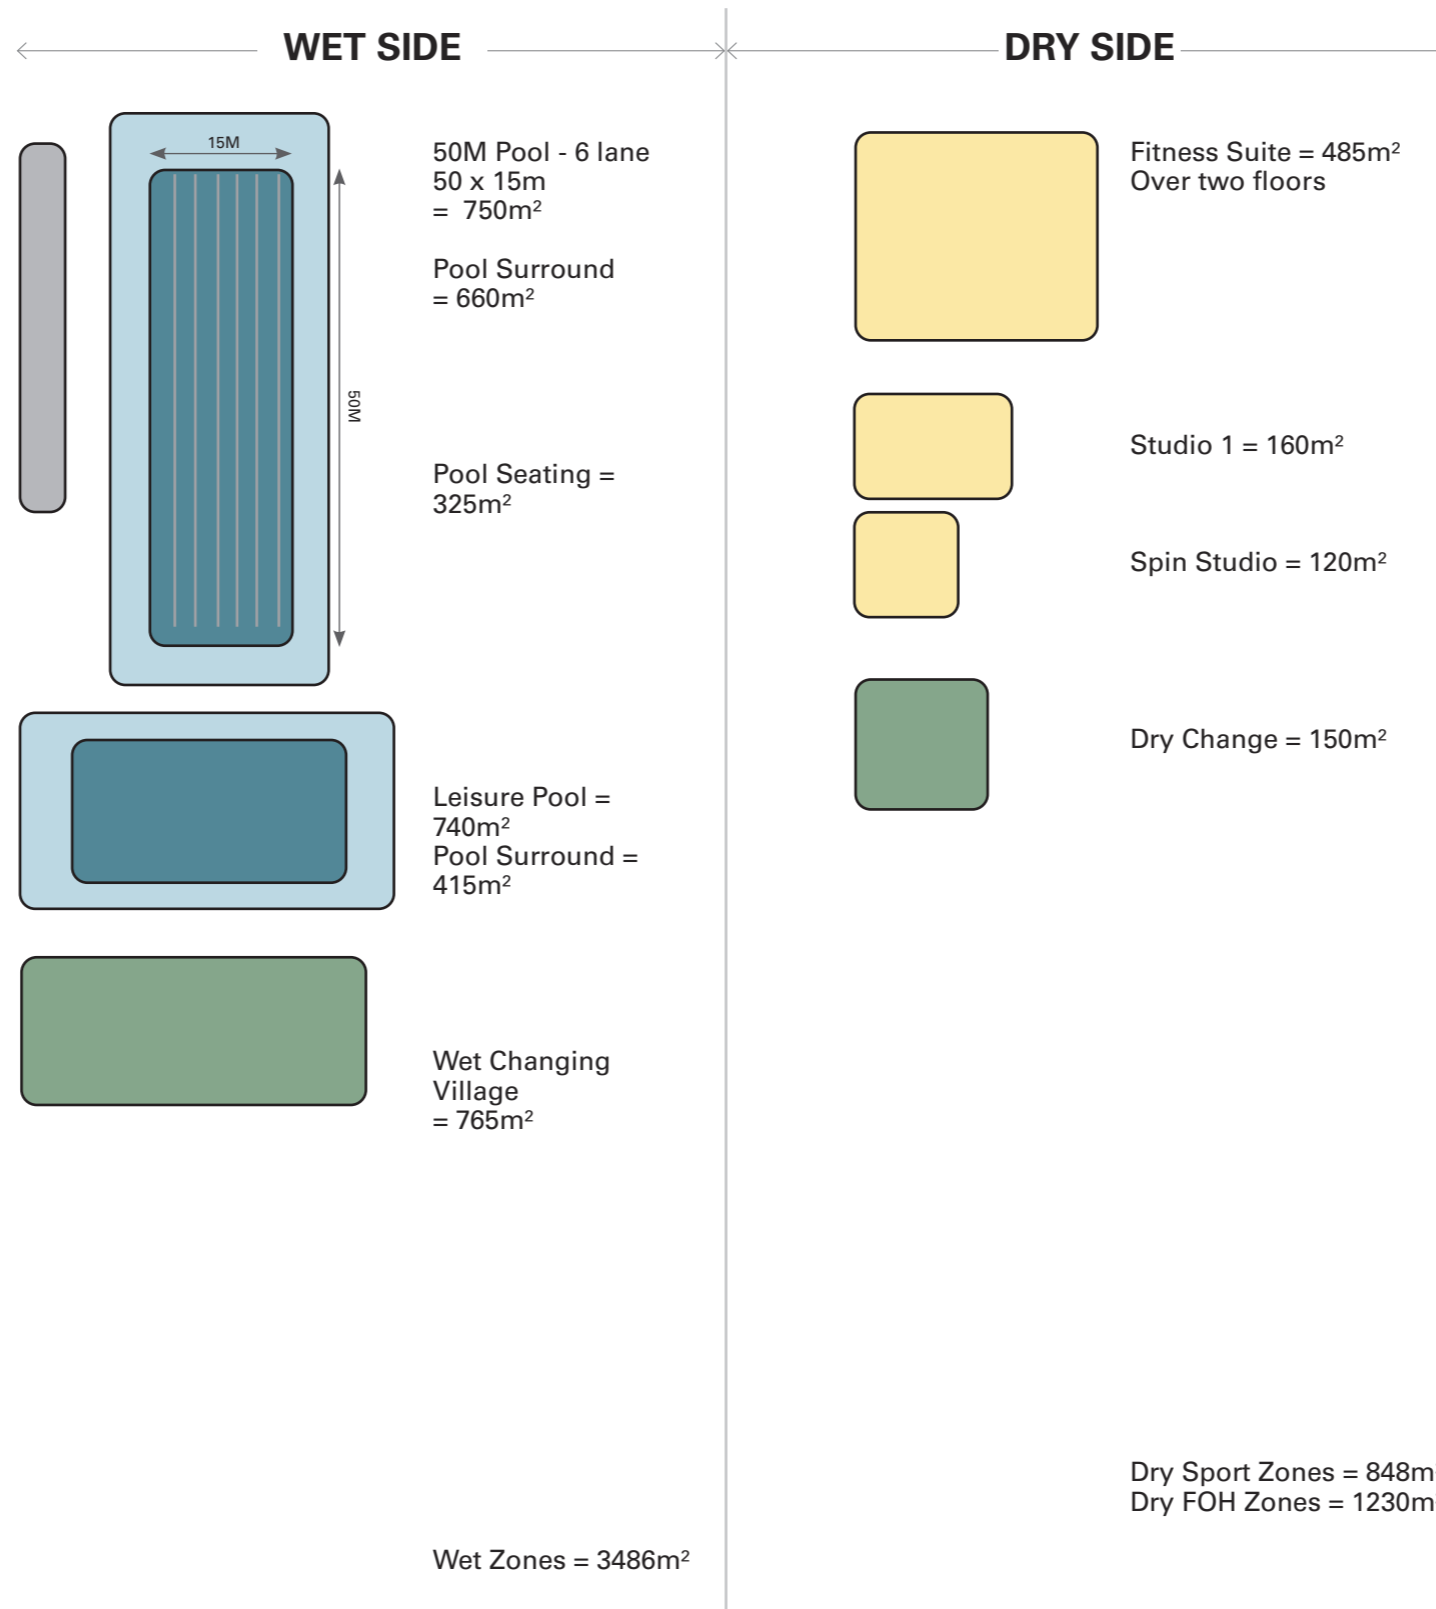 WET SIDE
15M
50M
50M Pool - 6 lane
50 x 15m
= 750m²
Pool Surround
= 660m²
Pool Seating =
325m²
Leisure Pool =
740m²
Pool Surround =
415m²
Wet Changing
Village
= 765m²
Wet Zones = 3486m²
DRY SIDE
Fitness Suite = 485m²
Over two floors
Studio 1 = 160m²
Spin Studio = 120m²
Dry Change = 150m²
Dry Sport Zones = 848m
Dry FOH Zones = 1230m